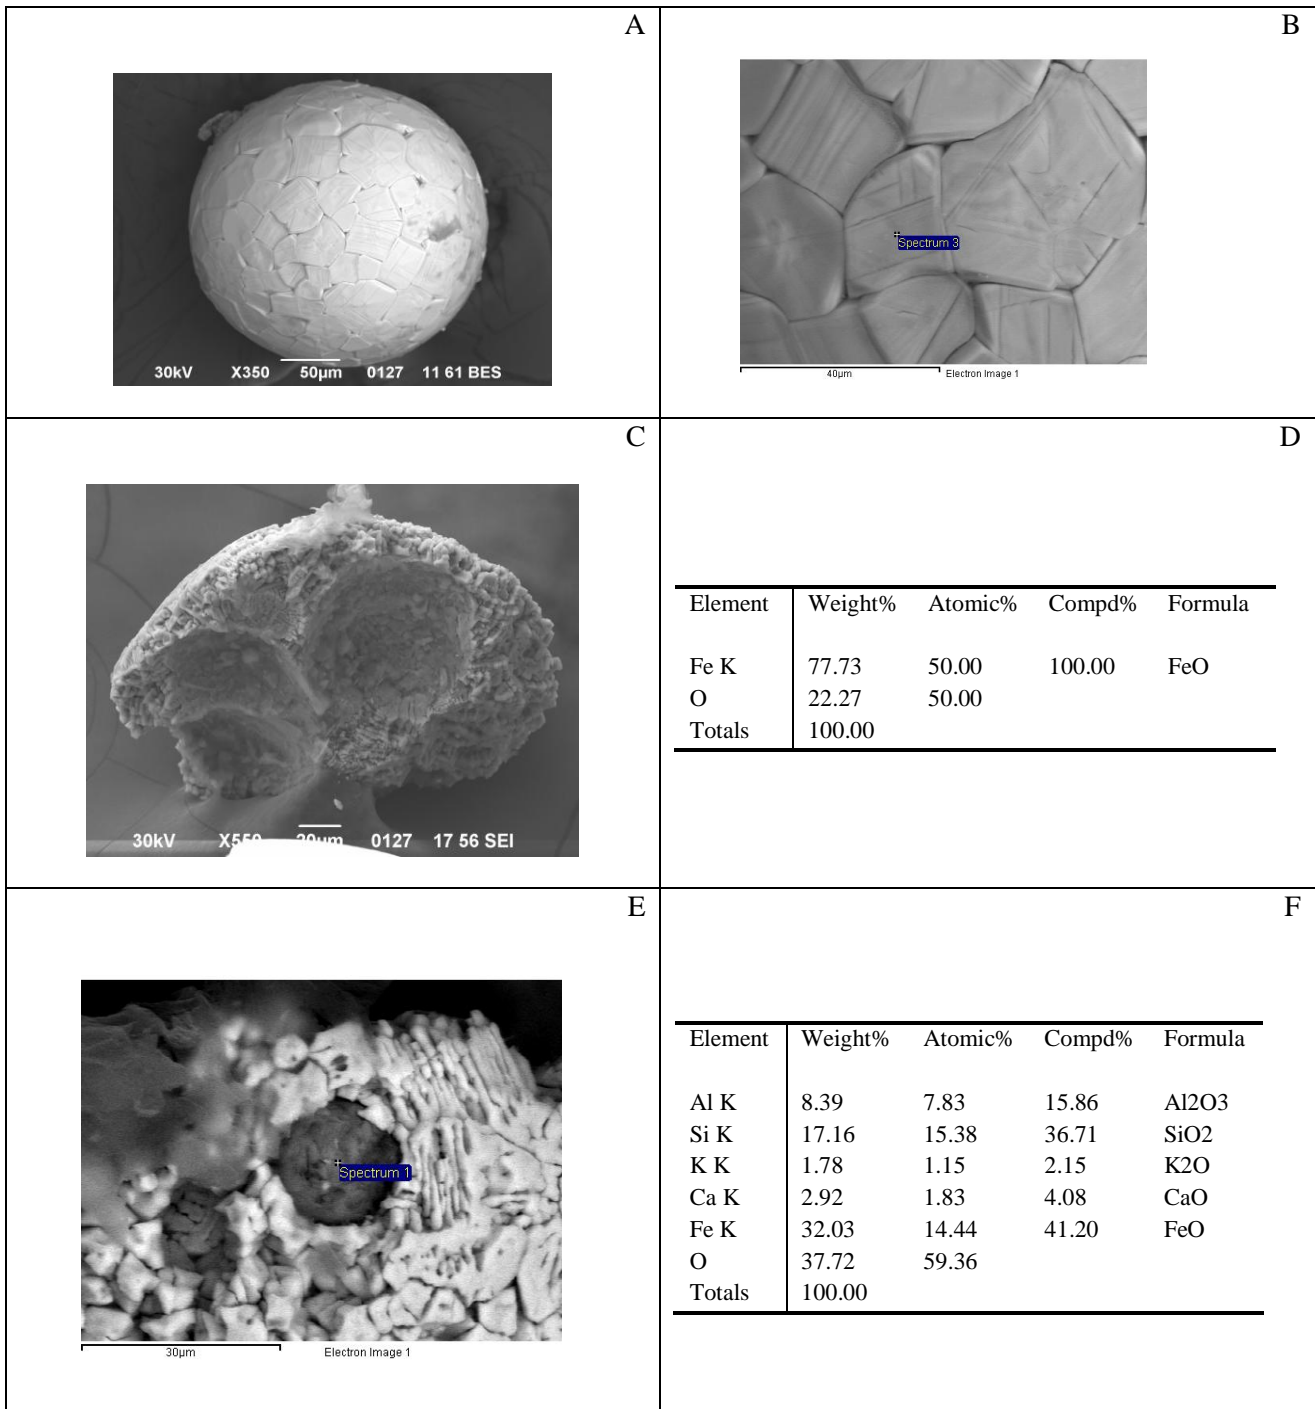 A
30kV X350 50µm 0127 11 61 BES
B
Spectrum 3
40µm Electron Image 1
C
30kV X550 20µm 0127 17 56 SEI
D
Element Weight% Atomic% Compd% Formula
Fe K 77.73 50.00 100.00 FeO
O 22.27 50.00
Totals 100.00
E
Spectrum 1
30µm Electron Image 1
F
Element Weight% Atomic% Compd% Formula
Al K 8.39 7.83 15.86 Al2O3
Si K 17.16 15.38 36.71 SiO2
K K 1.78 1.15 2.15 K2O
Ca K 2.92 1.83 4.08 CaO
Fe K 32.03 14.44 41.20 FeO
O 37.72 59.36
Totals 100.00